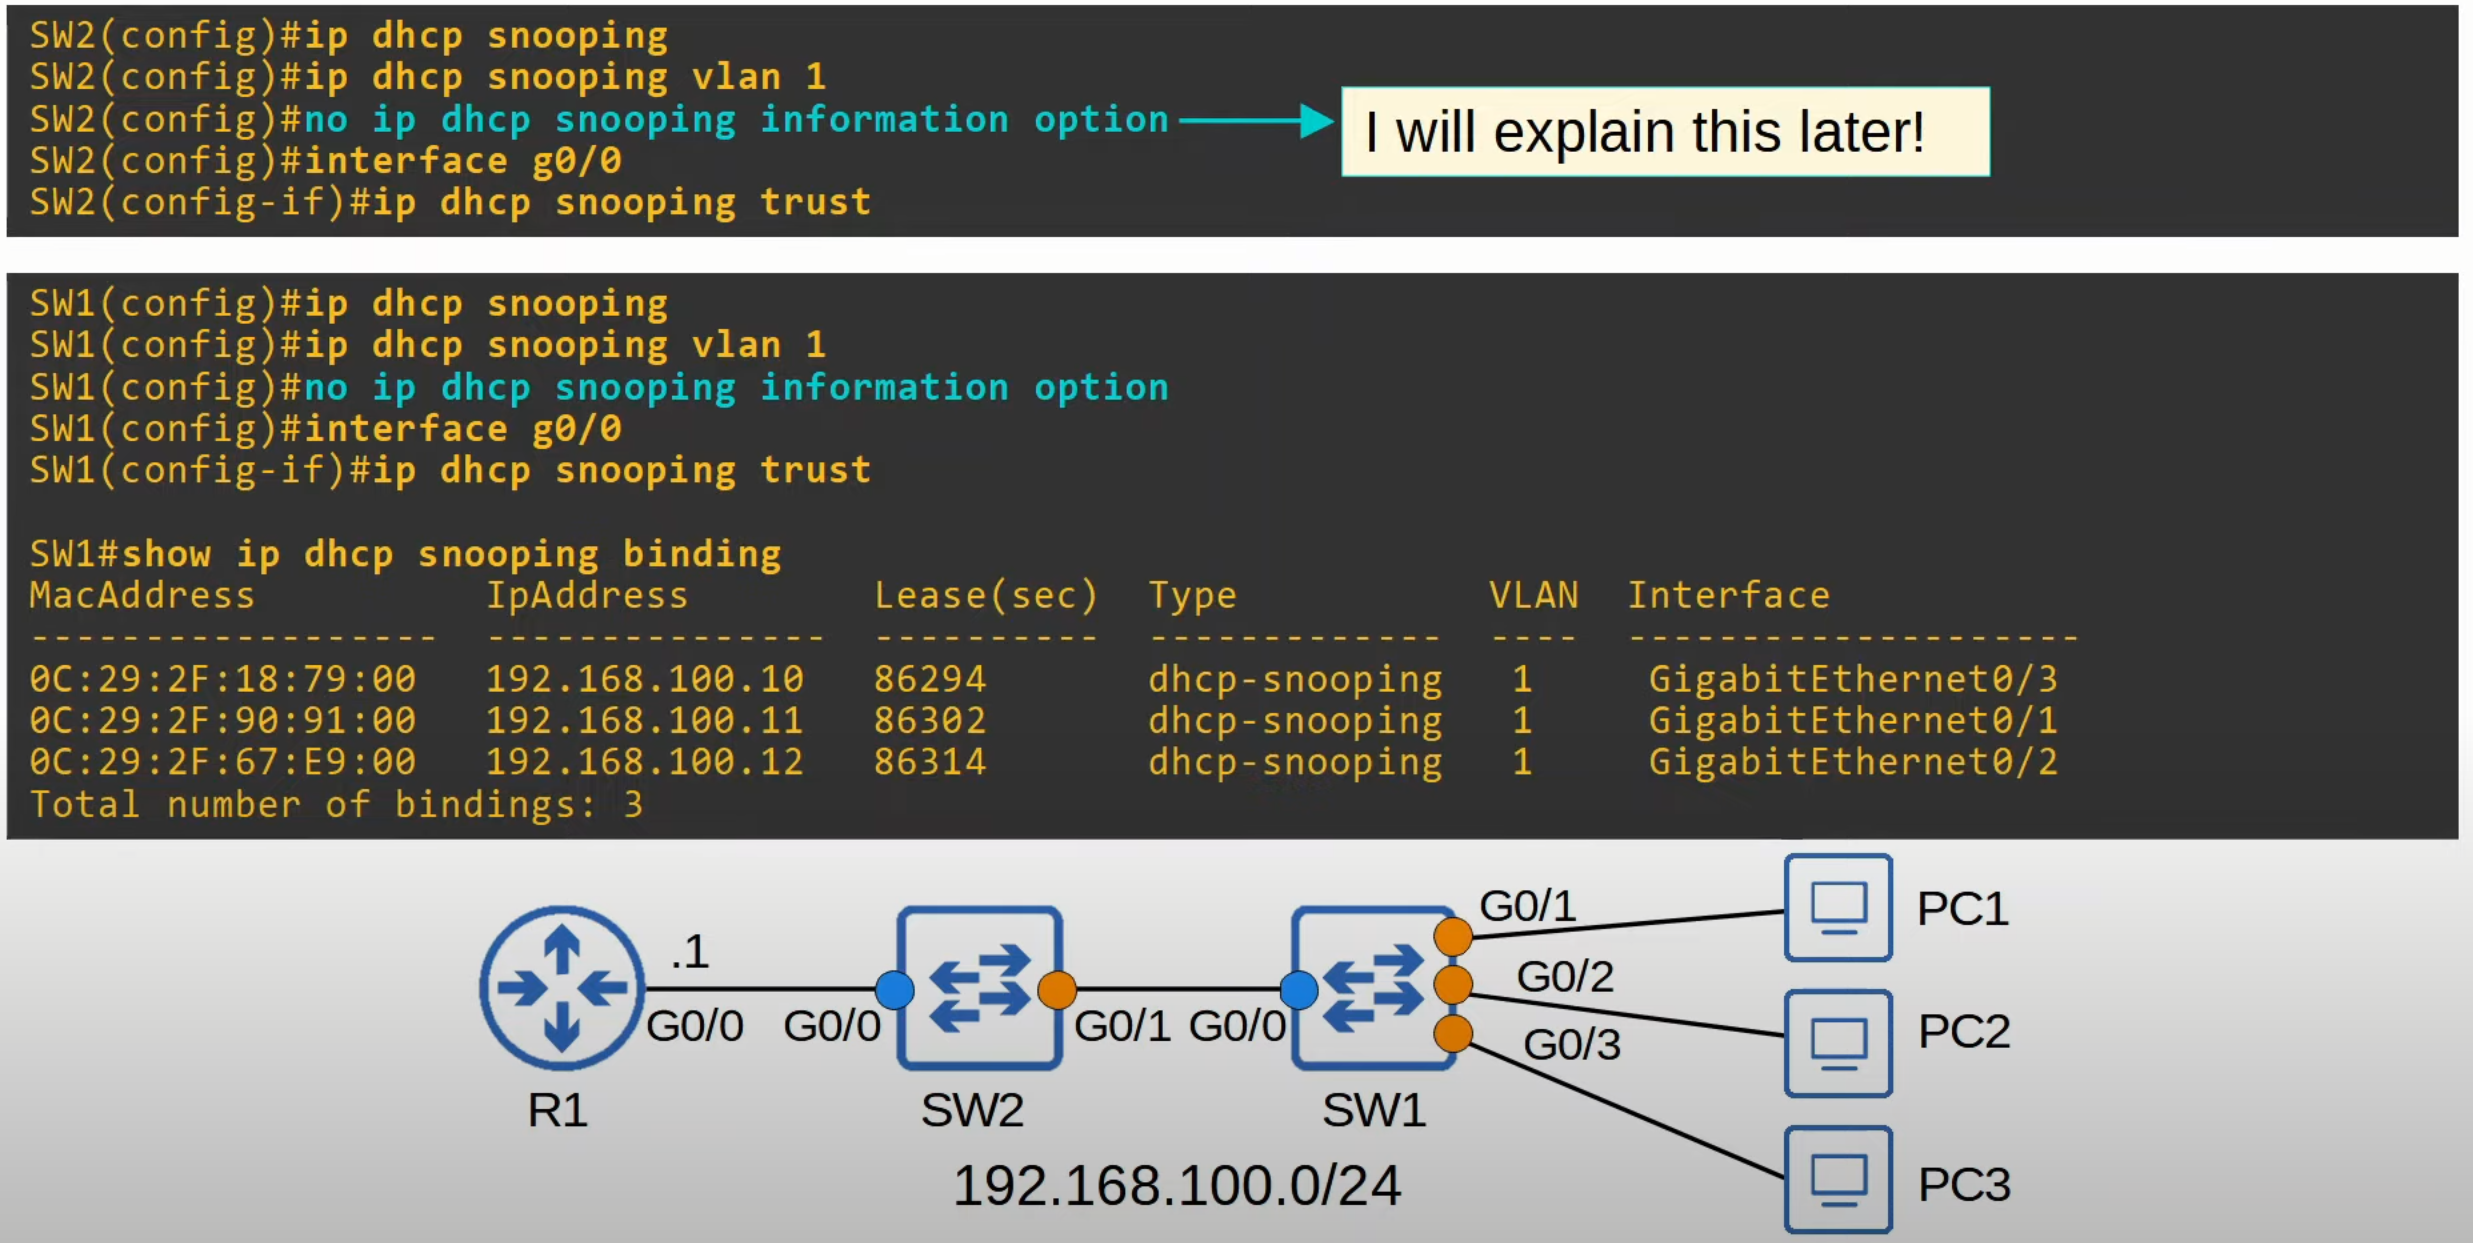 SW2(config)#ip dhcp snooping
SW2(config)#ip dhcp snooping vlan 1
SW2(config)#no ip dhcp snooping information option
I will explain this later!
SW2(config)#interface g0/0
SW2(config-if)#ip dhcp snooping trust
SW1(config)#ip dhcp snooping
SW1(config)#ip dhcp snooping vlan 1
SW1(config)#no ip dhcp snooping information option
SW1(config)#interface g0/0
SW1(config-if)#ip dhcp snooping trust
SW1#show ip dhcp snooping binding
MacAddress IpAddress Lease(sec) Type VLAN Interface
------------------ --------------- ---------- ------------- ---- --------------------
0C:29:2F:18:79:00 192.168.100.10 86294 dhcp-snooping 1 GigabitEthernet0/3
0C:29:2F:90:91:00 192.168.100.11 86302 dhcp-snooping 1 GigabitEthernet0/1
0C:29:2F:67:E9:00 192.168.100.12 86314 dhcp-snooping 1 GigabitEthernet0/2
Total number of bindings: 3
G0/1 PC1
.1
G0/2
G0/0 G0/0 G0/1 G0/0
G0/3 PC2
R1 SW2 SW1
192.168.100.0/24 PC3